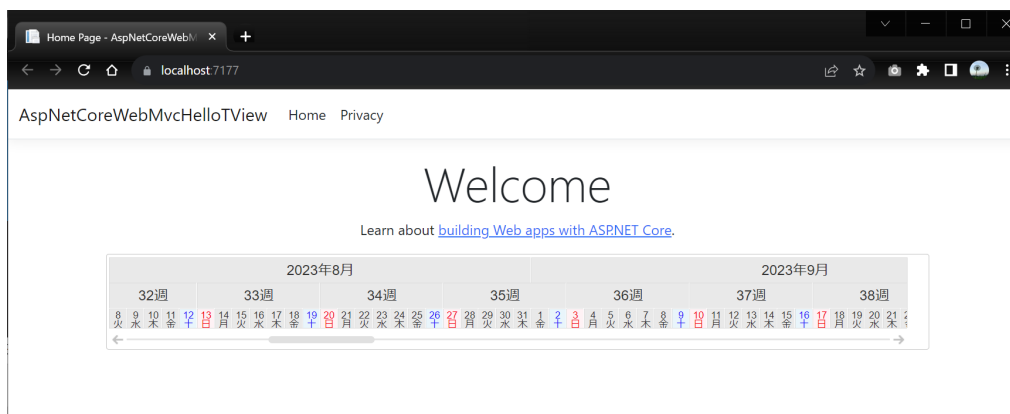 Home Page - AspNetCoreWebM
localhost:7177
AspNetCoreWebMvcHelloTView Home Privacy
Welcome
Learn about building Web apps with ASP.NET Core.
2023年8月 2023年9月
32週 33週 34週 35週 36週 37週 38週
8 9 10 11 12 13 14 15 16 17 18 19 20 21 22 23 24 25 26 27 28 29 30 31 1 2 3 4 5 6 7 8 9 10 11 12 13 14 15 16 17 18 19 20 21
火 水 木 金 土 日 月 火 水 木 金 土 日 月 火 水 木 金 土 日 月 火 水 木 金 土 日 月 火 水 木 金 土 日 月 火 水 木 金 土 日 月 火 水 木